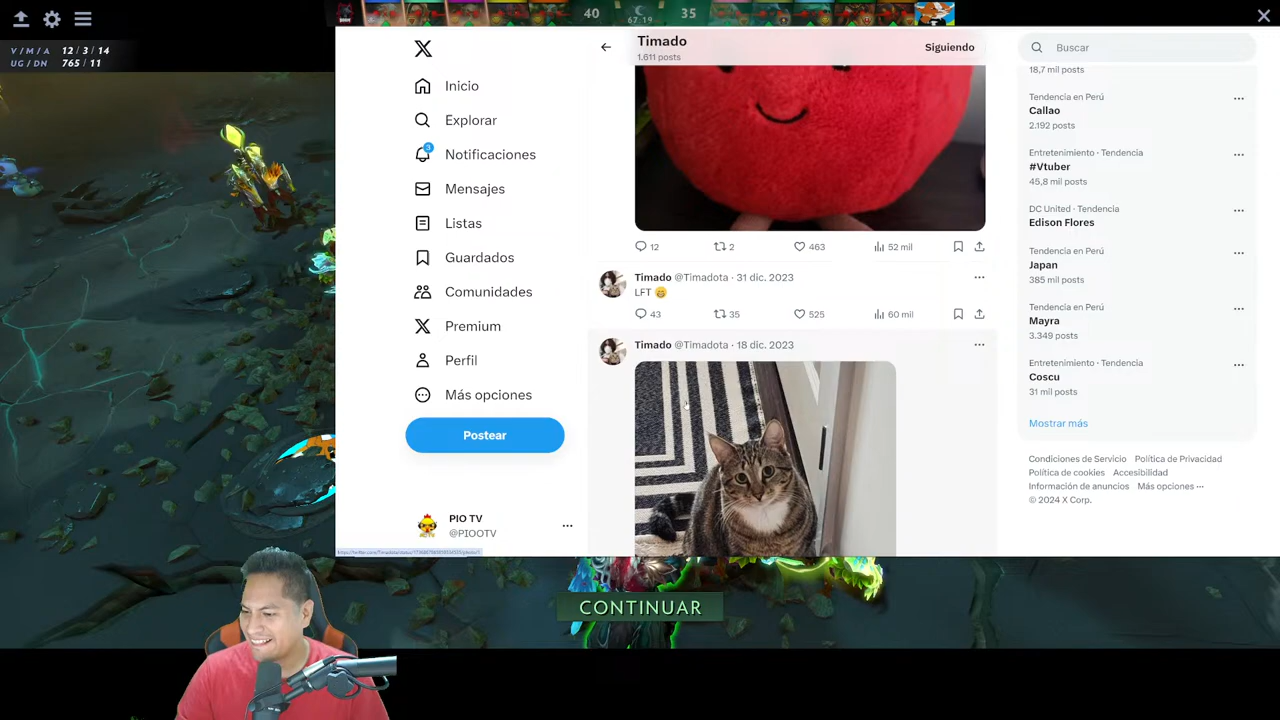 40
67:19
35
V / M / A 12 / 3 / 14
UG / DN 765 / 11
Inicio
Explorar
3
Notificaciones
Mensajes
Listas
Guardados
Comunidades
Premium
Perfil
Más opciones
Postear
PIO TV
@PIOOTV
Timado
1.611 posts
Siguiendo
12
2
463
52 mil
Timado @Timadota · 31 dic. 2023
LFT 😁
43
35
525
60 mil
Timado @Timadota · 18 dic. 2023
Buscar
18,7 mil posts
Tendencia en Perú
Callao
2.192 posts
Entretenimiento · Tendencia
#Vtuber
45,8 mil posts
DC United · Tendencia
Edison Flores
Tendencia en Perú
Japan
385 mil posts
Tendencia en Perú
Mayra
3.349 posts
Entretenimiento · Tendencia
Coscu
31 mil posts
Mostrar más
Condiciones de Servicio Política de Privacidad
Política de cookies Accesibilidad
Información de anuncios Más opciones ···
© 2024 X Corp.
CONTINUAR